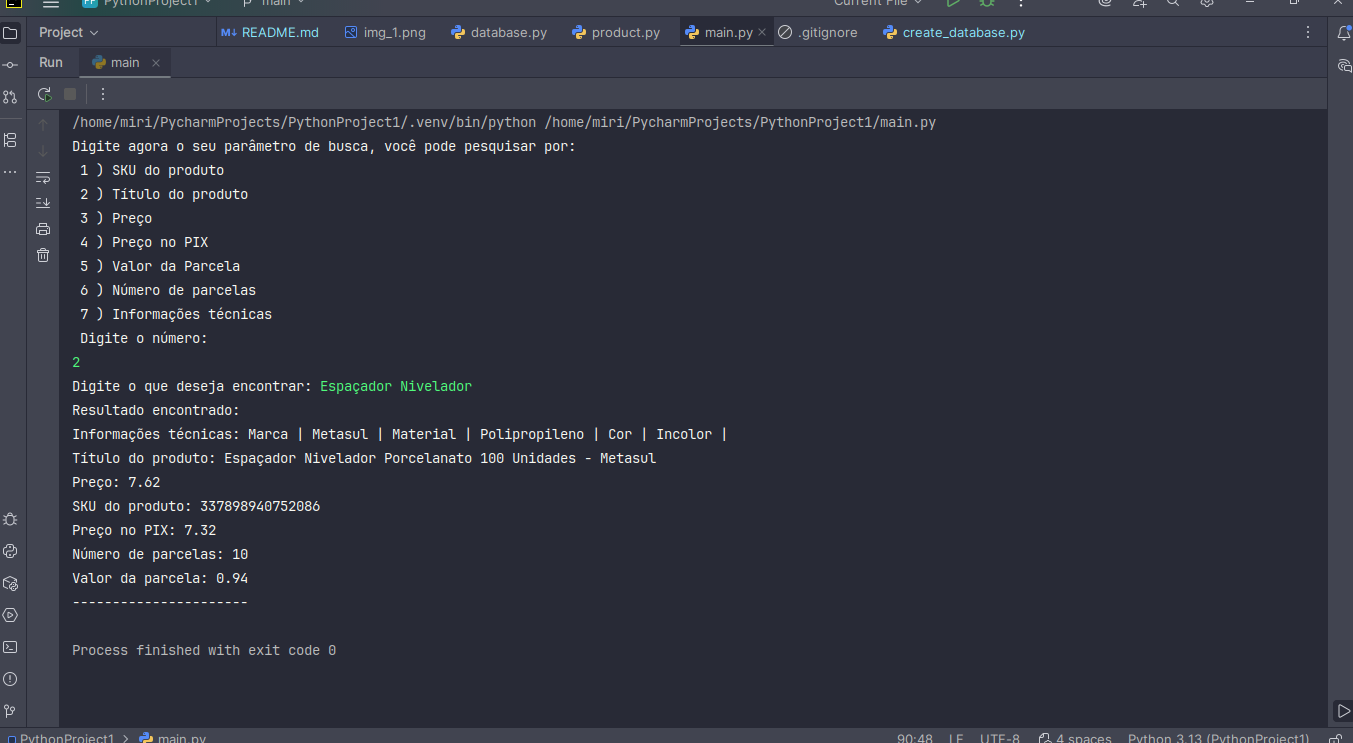 PythonProject1 main Current File
Project README.md img_1.png database.py product.py main.py .gitignore create_database.py
Run main
/home/miri/PycharmProjects/PythonProject1/.venv/bin/python /home/miri/PycharmProjects/PythonProject1/main.py
Digite agora o seu parâmetro de busca, você pode pesquisar por:
1 ) SKU do produto
2 ) Título do produto
3 ) Preço
4 ) Preço no PIX
5 ) Valor da Parcela
6 ) Número de parcelas
7 ) Informações técnicas
Digite o número:
2
Digite o que deseja encontrar: Espaçador Nivelador
Resultado encontrado:
Informações técnicas: Marca | Metasul | Material | Polipropileno | Cor | Incolor |
Título do produto: Espaçador Nivelador Porcelanato 100 Unidades - Metasul
Preço: 7.62
SKU do produto: 337898940752086
Preço no PIX: 7.32
Número de parcelas: 10
Valor da parcela: 0.94
----------------------
Process finished with exit code 0
PythonProject1 > main.py 90:48 LF UTF-8 4 spaces Python 3.13 (PythonProject1)